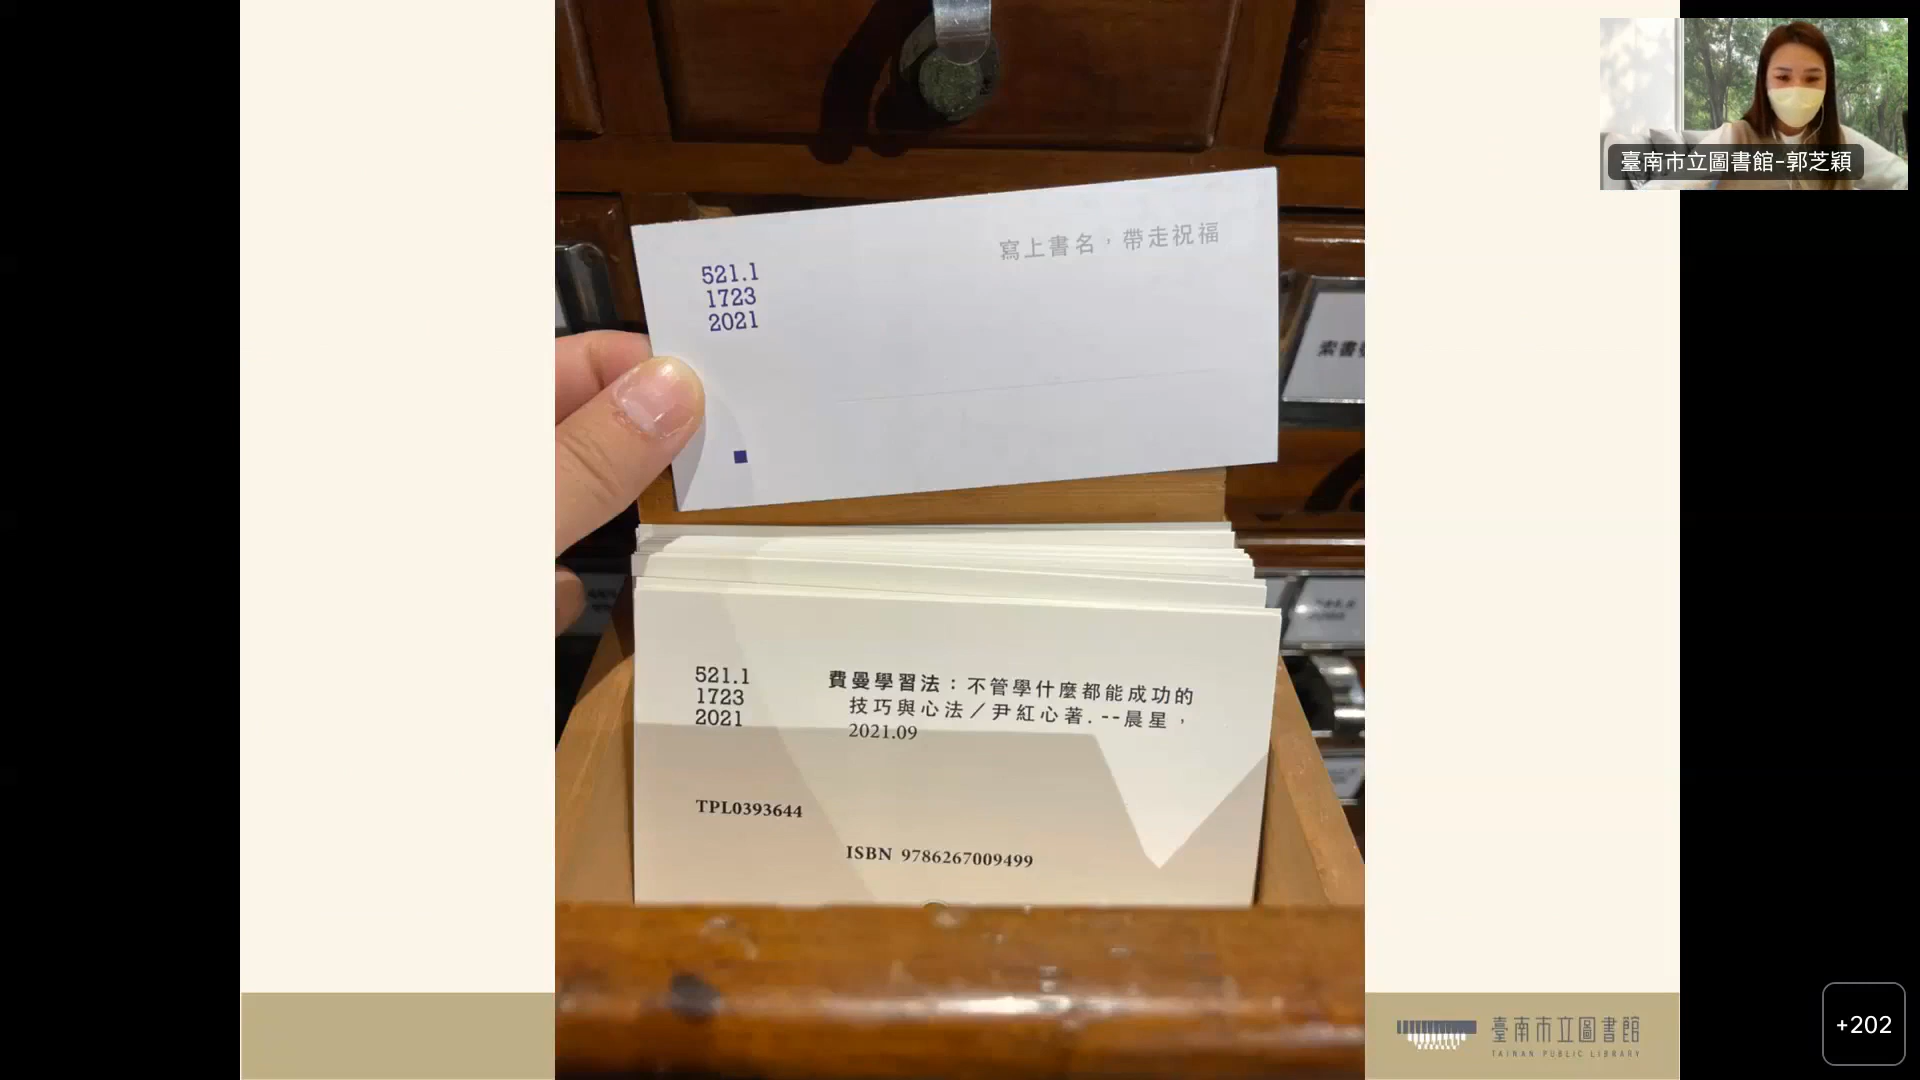 臺南市立圖書館-郭芝穎
寫上書名，帶走祝福
521.1
1723
2021
索書
521.1
1723
2021
費曼學習法：不管學什麼都能成功的
技巧與心法／尹紅心著. --晨星，
2021.09
TPL0393644
ISBN 9786267009499
臺南市立圖書館
TAINAN PUBLIC LIBRARY
+202